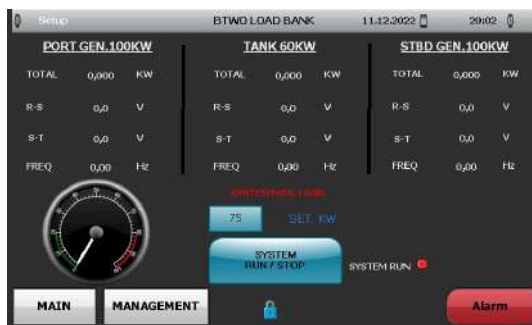 Setup BTWO LOAD BANK 11.12.2022 20:02
PORT GEN.100KW TANK 60KW STBD GEN.100KW
TOTAL 0,000 KW TOTAL 0,000 KW TOTAL 0,000 KW
R-S 0,0 V R-S 0,0 V R-S 0,0 V
S-T 0,0 V S-T 0,0 V S-T 0,0 V
FREQ 0,00 Hz FREQ 0,00 Hz FREQ 0,00 Hz
SYSTEM MAX. LOAD
75 SET. KW
SYSTEM
RUN / STOP
SYSTEM RUN
MAIN MANAGEMENT Alarm